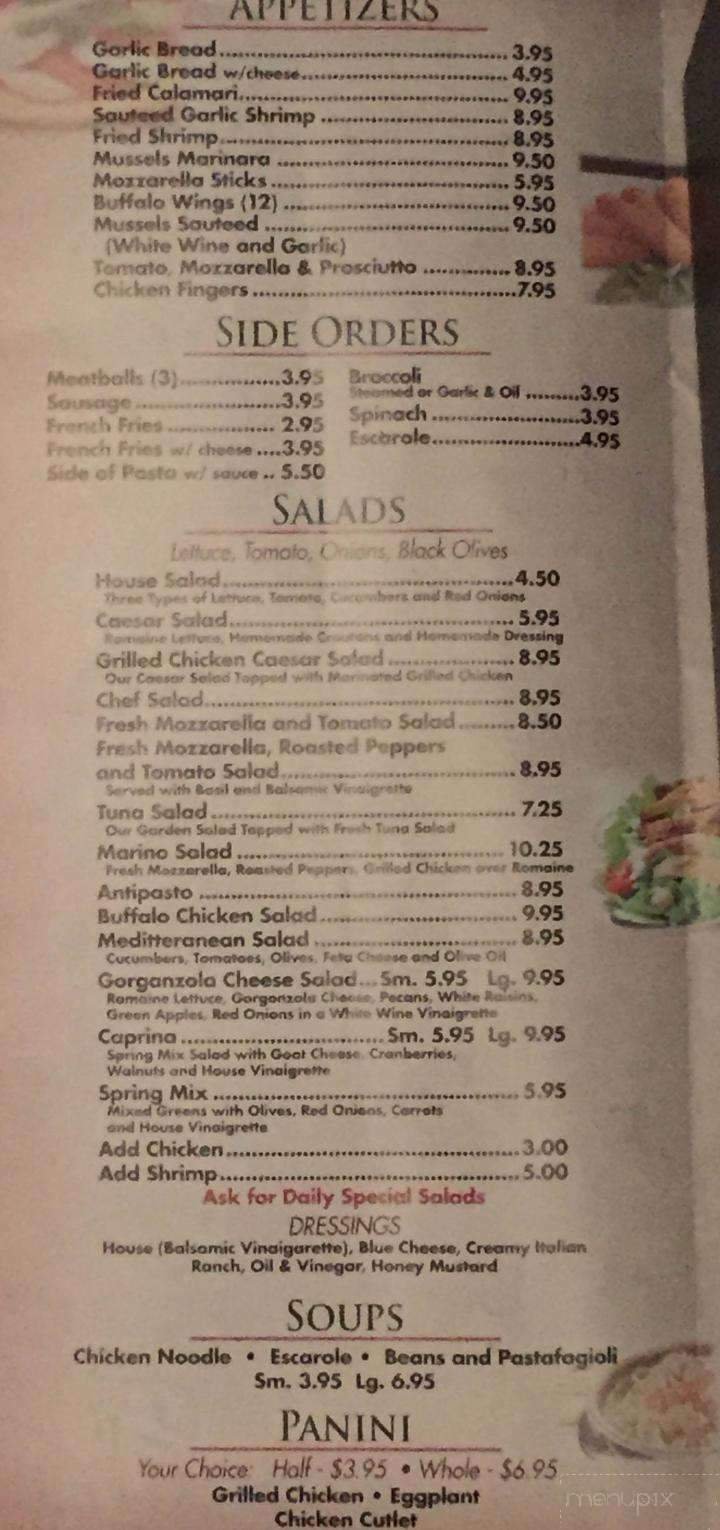 APPETIZERS
Garlic Bread.......................................3.95
Garlic Bread w/cheese..............................4.95
Fried Calamari.....................................9.95
Sauteed Garlic Shrimp .............................8.95
Fried Shrimp.......................................8.95
Mussels Marinara ..................................9.50
Mozzarella Sticks..................................5.95
Buffalo Wings (12) ................................9.50
Mussels Sauteed ...................................9.50
(White Wine and Garlic)
Tomato, Mozzarella & Prosciutto .............8.95
Chicken Fingers....................................7.95
SIDE ORDERS
Meatballs (3)...............3.95
Sausage .....................3.95
French Fries ................ 2.95
French Fries w/ cheese ....3.95
Side of Pasta w/ sauce .. 5.50
Broccoli
Steamed or Garlic & Oil .........3.95
Spinach .........................3.95
Escarole.........................4.95
SALADS
Lettuce, Tomato, Onions, Black Olives
House Salad........................................4.50
Three Types of Lettuce, Tomato, Cucumbers and Red Onions
Caesar Salad....................................... 5.95
Romaine Lettuce, Homemade Croutons and Homemade Dressing
Grilled Chicken Caesar Salad ................... 8.95
Our Caesar Salad Topped with Marinated Grilled Chicken
Chef Salad......................................... 8.95
Fresh Mozzarella and Tomato Salad.........8.50
Fresh Mozzarella, Roasted Peppers
and Tomato Salad................................... 8.95
Served with Basil and Balsamic Vinaigrette
Tuna Salad ........................................ 7.25
Our Garden Salad Topped with Fresh Tuna Salad
Marino Salad ...................................... 10.25
Fresh Mozzarella, Roasted Peppers, Grilled Chicken over Romaine
Antipasto ......................................... 8.95
Buffalo Chicken Salad.............................. 9.95
Meditteranean Salad ............................... 8.95
Cucumbers, Tomatoes, Olives, Feta Cheese and Olive Oil
Gorganzola Cheese Salad...Sm. 5.95 Lg. 9.95
Romaine Lettuce, Gorgonzola Cheese, Pecans, White Raisins,
Green Apples, Red Onions in a White Wine Vinaigrette
Caprina ..............................Sm. 5.95 Lg. 9.95
Spring Mix Salad with Goat Cheese, Cranberries,
Walnuts and House Vinaigrette
Spring Mix ........................................ 5.95
Mixed Greens with Olives, Red Onions, Carrots
and House Vinaigrette
Add Chicken........................................3.00
Add Shrimp.........................................5.00
Ask for Daily Special Salads
DRESSINGS
House (Balsamic Vinaigarette), Blue Cheese, Creamy Italian
Ranch, Oil & Vinegar, Honey Mustard
SOUPS
Chicken Noodle • Escarole • Beans and Pastafagioli
Sm. 3.95 Lg. 6.95
PANINI
Your Choice: Half - $3.95 • Whole - $6.95
Grilled Chicken • Eggplant
Chicken Cutlet
menupix